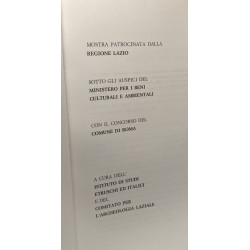 MOSTRA PATROCINATA DALLA
REGIONE LAZIO
SOTTO GLI AUSPICI DEL
MINISTERO PER I BENI
CULTURALI E AMBIENTALI
CON IL CONCORSO DEL
COMUNE DI ROMA
A CURA DELL'
ISTITUTO DI STUDI
ETRUSCHI ED ITALICI
E DEL
COMITATO PER
L'ARCHEOLOGIA LAZIALE